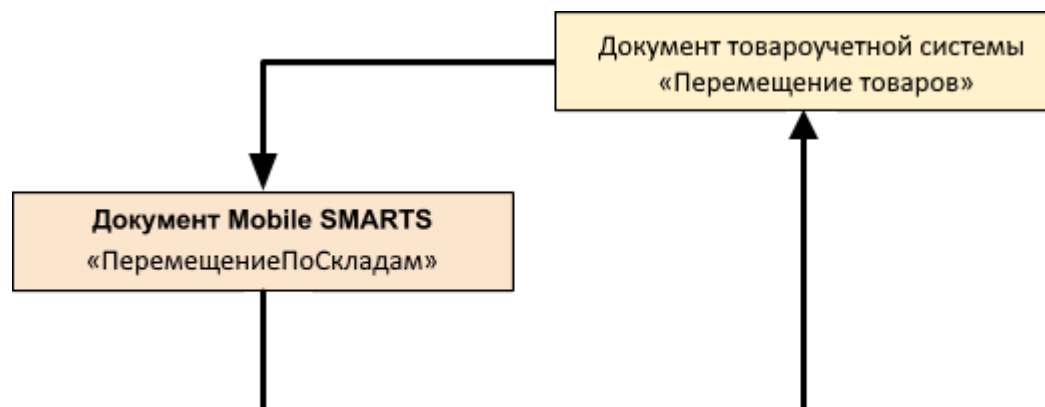 Документ товароучетной системы
«Перемещение товаров»
Документ Mobile SMARTS
«ПеремещениеПоСкладам»